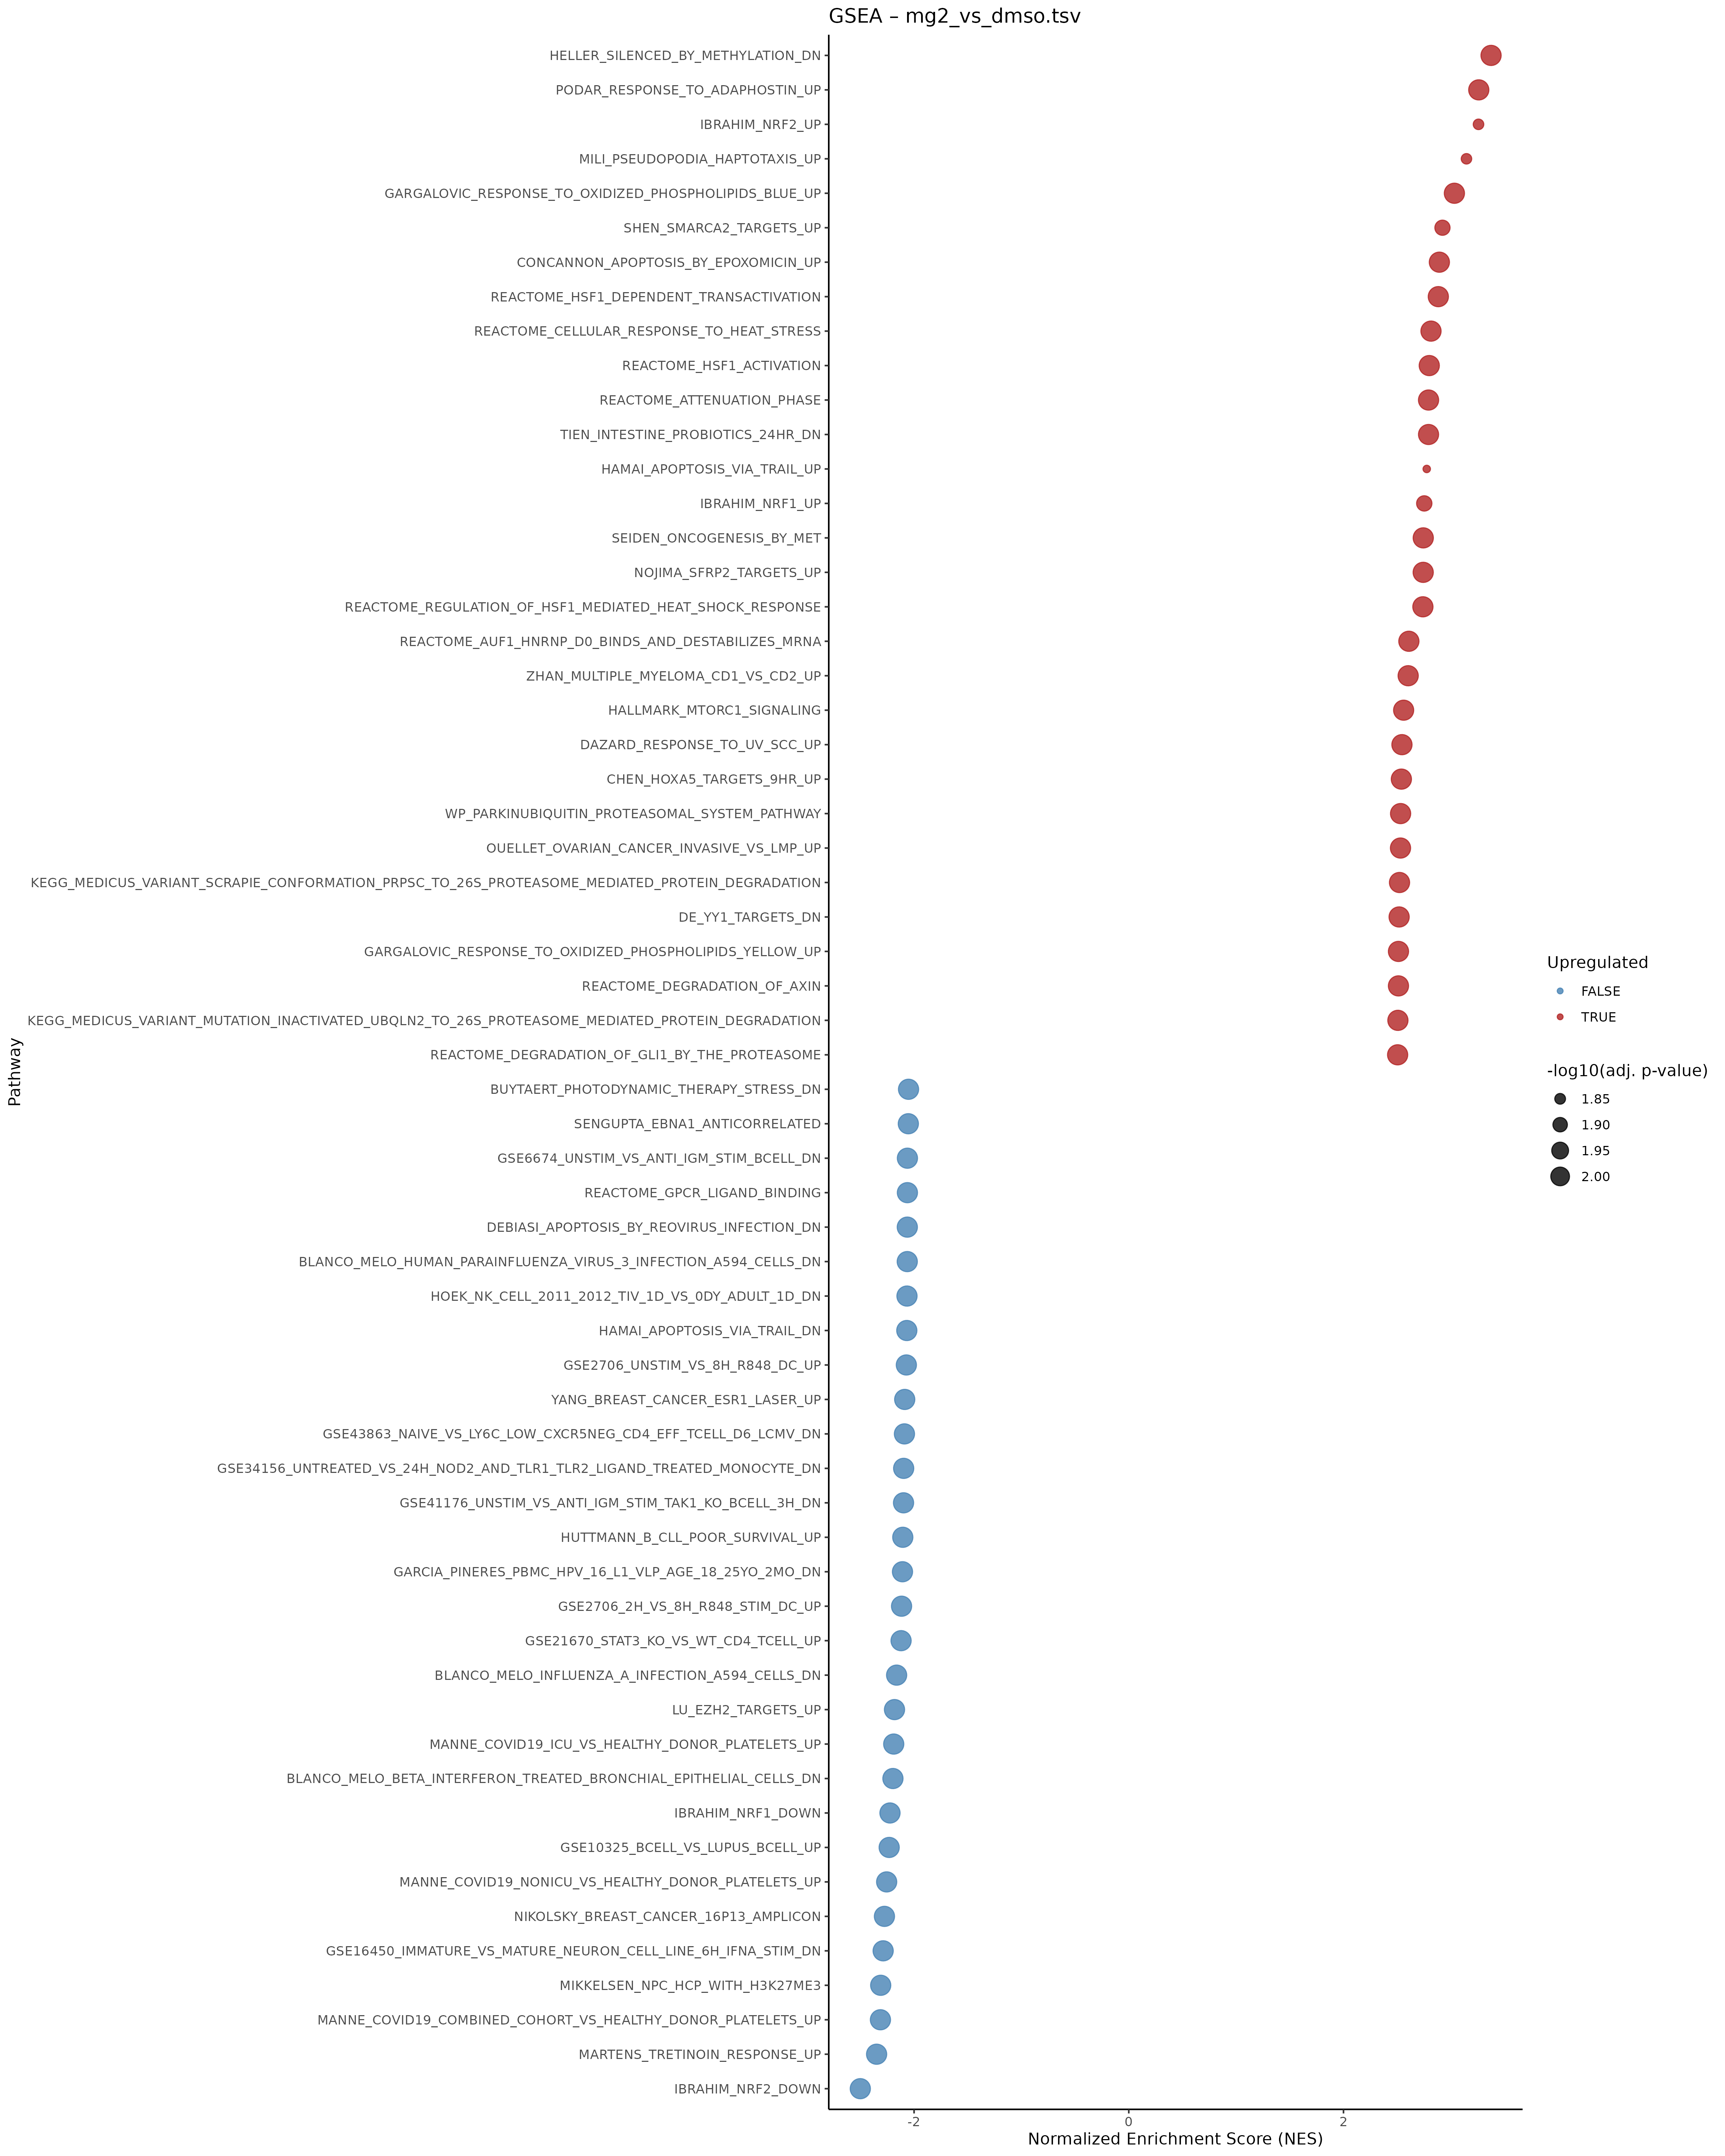 GSEA – mg2_vs_dmso.tsv
HELLER_SILENCED_BY_METHYLATION_DN
PODAR_RESPONSE_TO_ADAPHOSTIN_UP
IBRAHIM_NRF2_UP
MILI_PSEUDOPODIA_HAPTOTAXIS_UP
GARGALOVIC_RESPONSE_TO_OXIDIZED_PHOSPHOLIPIDS_BLUE_UP
SHEN_SMARCA2_TARGETS_UP
CONCANNON_APOPTOSIS_BY_EPOXOMICIN_UP
REACTOME_HSF1_DEPENDENT_TRANSACTIVATION
REACTOME_CELLULAR_RESPONSE_TO_HEAT_STRESS
REACTOME_HSF1_ACTIVATION
REACTOME_ATTENUATION_PHASE
TIEN_INTESTINE_PROBIOTICS_24HR_DN
HAMAI_APOPTOSIS_VIA_TRAIL_UP
IBRAHIM_NRF1_UP
SEIDEN_ONCOGENESIS_BY_MET
NOJIMA_SFRP2_TARGETS_UP
REACTOME_REGULATION_OF_HSF1_MEDIATED_HEAT_SHOCK_RESPONSE
REACTOME_AUF1_HNRNP_D0_BINDS_AND_DESTABILIZES_MRNA
ZHAN_MULTIPLE_MYELOMA_CD1_VS_CD2_UP
HALLMARK_MTORC1_SIGNALING
DAZARD_RESPONSE_TO_UV_SCC_UP
CHEN_HOXA5_TARGETS_9HR_UP
WP_PARKINUBIQUITIN_PROTEASOMAL_SYSTEM_PATHWAY
OUELLET_OVARIAN_CANCER_INVASIVE_VS_LMP_UP
KEGG_MEDICUS_VARIANT_SCRAPIE_CONFORMATION_PRPSC_TO_26S_PROTEASOME_MEDIATED_PROTEIN_DEGRADATION
DE_YY1_TARGETS_DN
GARGALOVIC_RESPONSE_TO_OXIDIZED_PHOSPHOLIPIDS_YELLOW_UP
REACTOME_DEGRADATION_OF_AXIN
KEGG_MEDICUS_VARIANT_MUTATION_INACTIVATED_UBQLN2_TO_26S_PROTEASOME_MEDIATED_PROTEIN_DEGRADATION
REACTOME_DEGRADATION_OF_GLI1_BY_THE_PROTEASOME
BUYTAERT_PHOTODYNAMIC_THERAPY_STRESS_DN
SENGUPTA_EBNA1_ANTICORRELATED
GSE6674_UNSTIM_VS_ANTI_IGM_STIM_BCELL_DN
REACTOME_GPCR_LIGAND_BINDING
DEBIASI_APOPTOSIS_BY_REOVIRUS_INFECTION_DN
BLANCO_MELO_HUMAN_PARAINFLUENZA_VIRUS_3_INFECTION_A594_CELLS_DN
HOEK_NK_CELL_2011_2012_TIV_1D_VS_0DY_ADULT_1D_DN
HAMAI_APOPTOSIS_VIA_TRAIL_DN
GSE2706_UNSTIM_VS_8H_R848_DC_UP
YANG_BREAST_CANCER_ESR1_LASER_UP
GSE43863_NAIVE_VS_LY6C_LOW_CXCR5NEG_CD4_EFF_TCELL_D6_LCMV_DN
GSE34156_UNTREATED_VS_24H_NOD2_AND_TLR1_TLR2_LIGAND_TREATED_MONOCYTE_DN
GSE41176_UNSTIM_VS_ANTI_IGM_STIM_TAK1_KO_BCELL_3H_DN
HUTTMANN_B_CLL_POOR_SURVIVAL_UP
GARCIA_PINERES_PBMC_HPV_16_L1_VLP_AGE_18_25YO_2MO_DN
GSE2706_2H_VS_8H_R848_STIM_DC_UP
GSE21670_STAT3_KO_VS_WT_CD4_TCELL_UP
BLANCO_MELO_INFLUENZA_A_INFECTION_A594_CELLS_DN
LU_EZH2_TARGETS_UP
MANNE_COVID19_ICU_VS_HEALTHY_DONOR_PLATELETS_UP
BLANCO_MELO_BETA_INTERFERON_TREATED_BRONCHIAL_EPITHELIAL_CELLS_DN
IBRAHIM_NRF1_DOWN
GSE10325_BCELL_VS_LUPUS_BCELL_UP
MANNE_COVID19_NONICU_VS_HEALTHY_DONOR_PLATELETS_UP
NIKOLSKY_BREAST_CANCER_16P13_AMPLICON
GSE16450_IMMATURE_VS_MATURE_NEURON_CELL_LINE_6H_IFNA_STIM_DN
MIKKELSEN_NPC_HCP_WITH_H3K27ME3
MANNE_COVID19_COMBINED_COHORT_VS_HEALTHY_DONOR_PLATELETS_UP
MARTENS_TRETINOIN_RESPONSE_UP
IBRAHIM_NRF2_DOWN
Pathway
-2 0 2
Normalized Enrichment Score (NES)
Upregulated
FALSE
TRUE
-log10(adj. p-value)
1.85
1.90
1.95
2.00